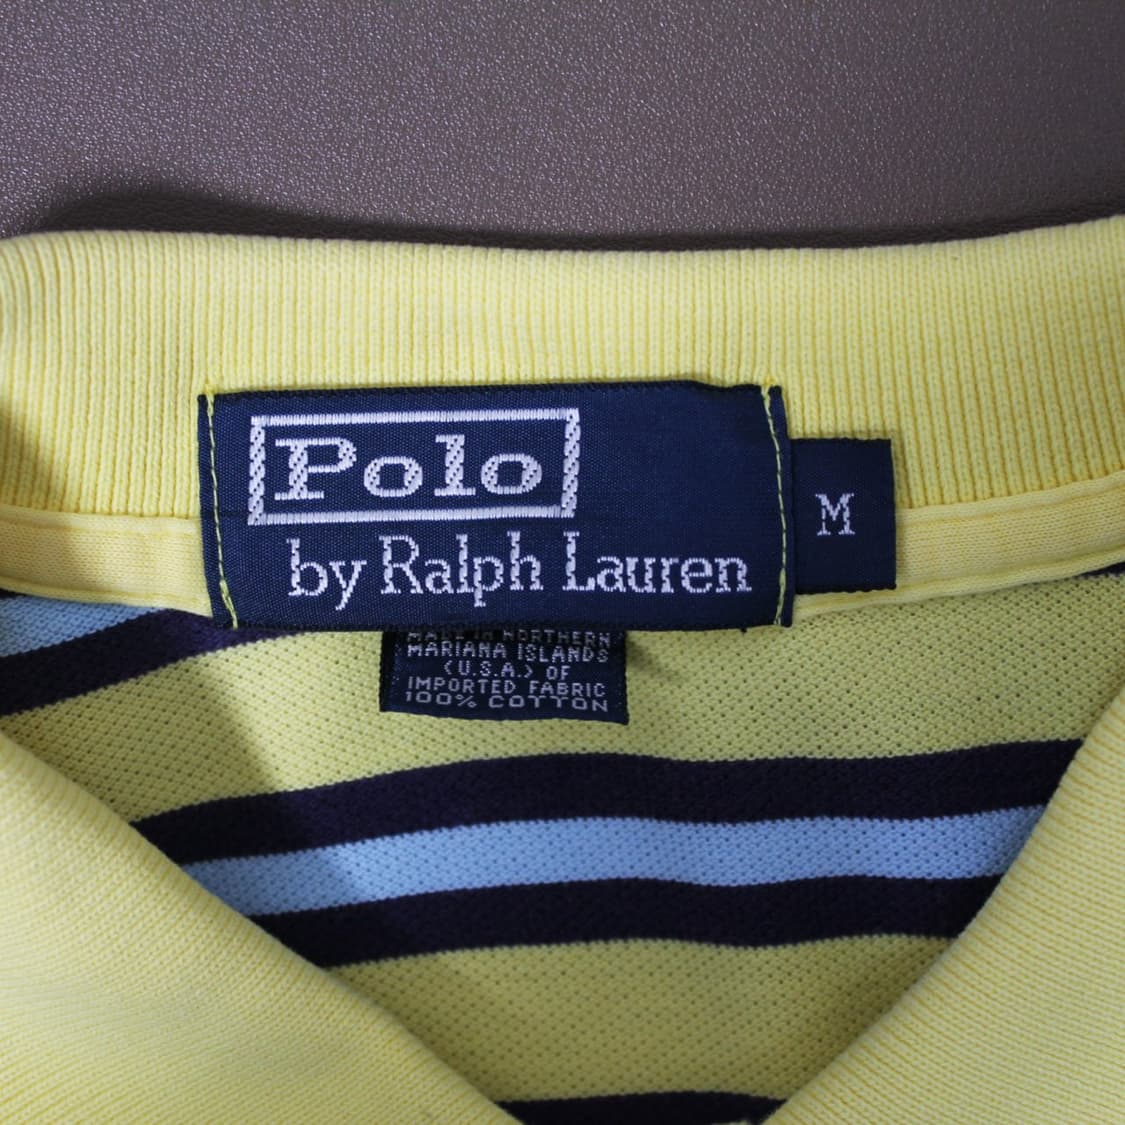 Polo
by Ralph Lauren
M
MADE IN NORTHERN
MARIANA ISLANDS
(U.S.A.) OF
IMPORTED FABRIC
100% COTTON